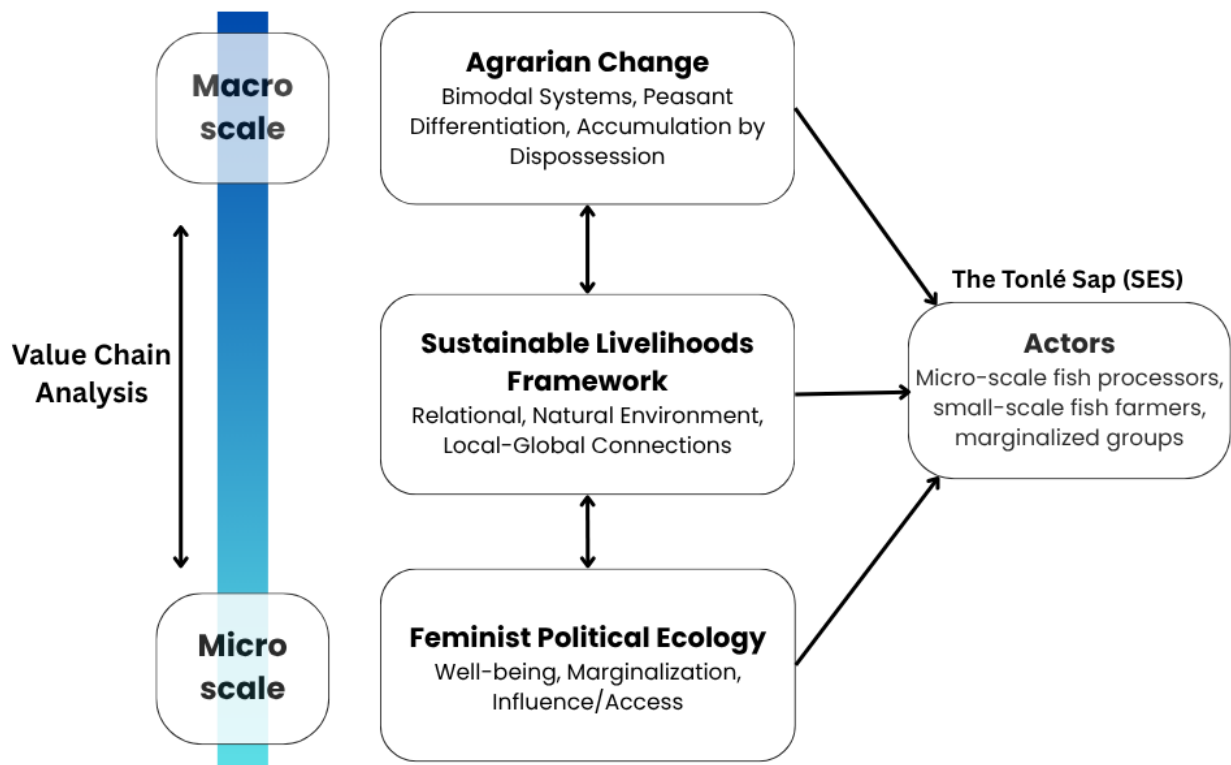 Macro
scale
Agrarian Change
Bimodal Systems, Peasant
Differentiation, Accumulation by
Dispossession
Value Chain
Analysis
Sustainable Livelihoods
Framework
Relational, Natural Environment,
Local-Global Connections
The Tonlé Sap (SES)
Actors
Micro-scale fish processors,
small-scale fish farmers,
marginalized groups
Micro
scale
Feminist Political Ecology
Well-being, Marginalization,
Influence/Access